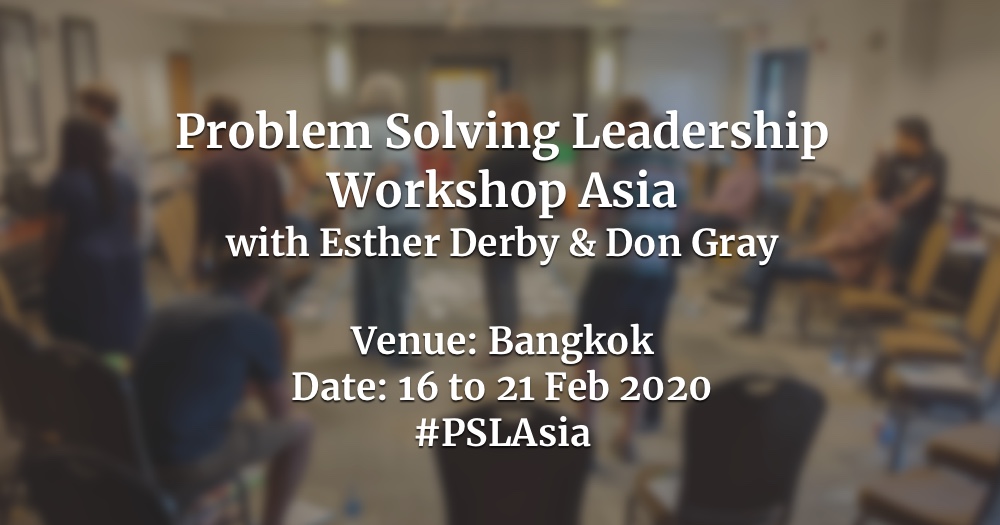 Problem Solving Leadership
Workshop Asia
with Esther Derby & Don Gray
Venue: Bangkok
Date: 16 to 21 Feb 2020
#PSLAsia